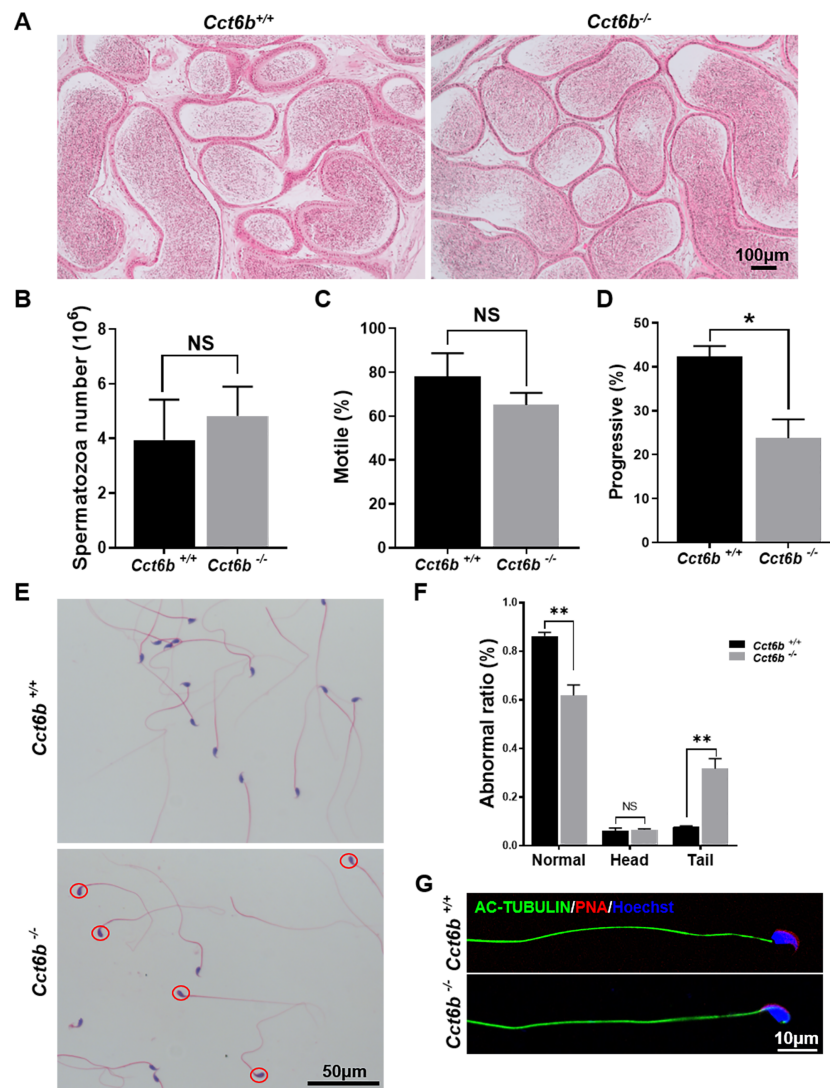 A
Cct6b+/+
Cct6b-/-
100μm
B
Spermatozoa number (10⁶)
8
6
4
2
0
NS
Cct6b +/+
Cct6b -/-
C
Motile (%)
100
80
60
40
20
0
NS
Cct6b +/+
Cct6b -/-
D
Progressive (%)
50
40
30
20
10
0
*
Cct6b +/+
Cct6b -/-
E
Cct6b +/+
Cct6b -/-
50μm
F
Abnormal ratio (%)
1.0
0.8
0.6
0.4
0.2
0.0
**
NS
**
Normal
Head
Tail
Cct6b +/+
Cct6b -/-
G
AC-TUBULIN/PNA/Hoechst
Cct6b +/+
Cct6b -/-
10μm